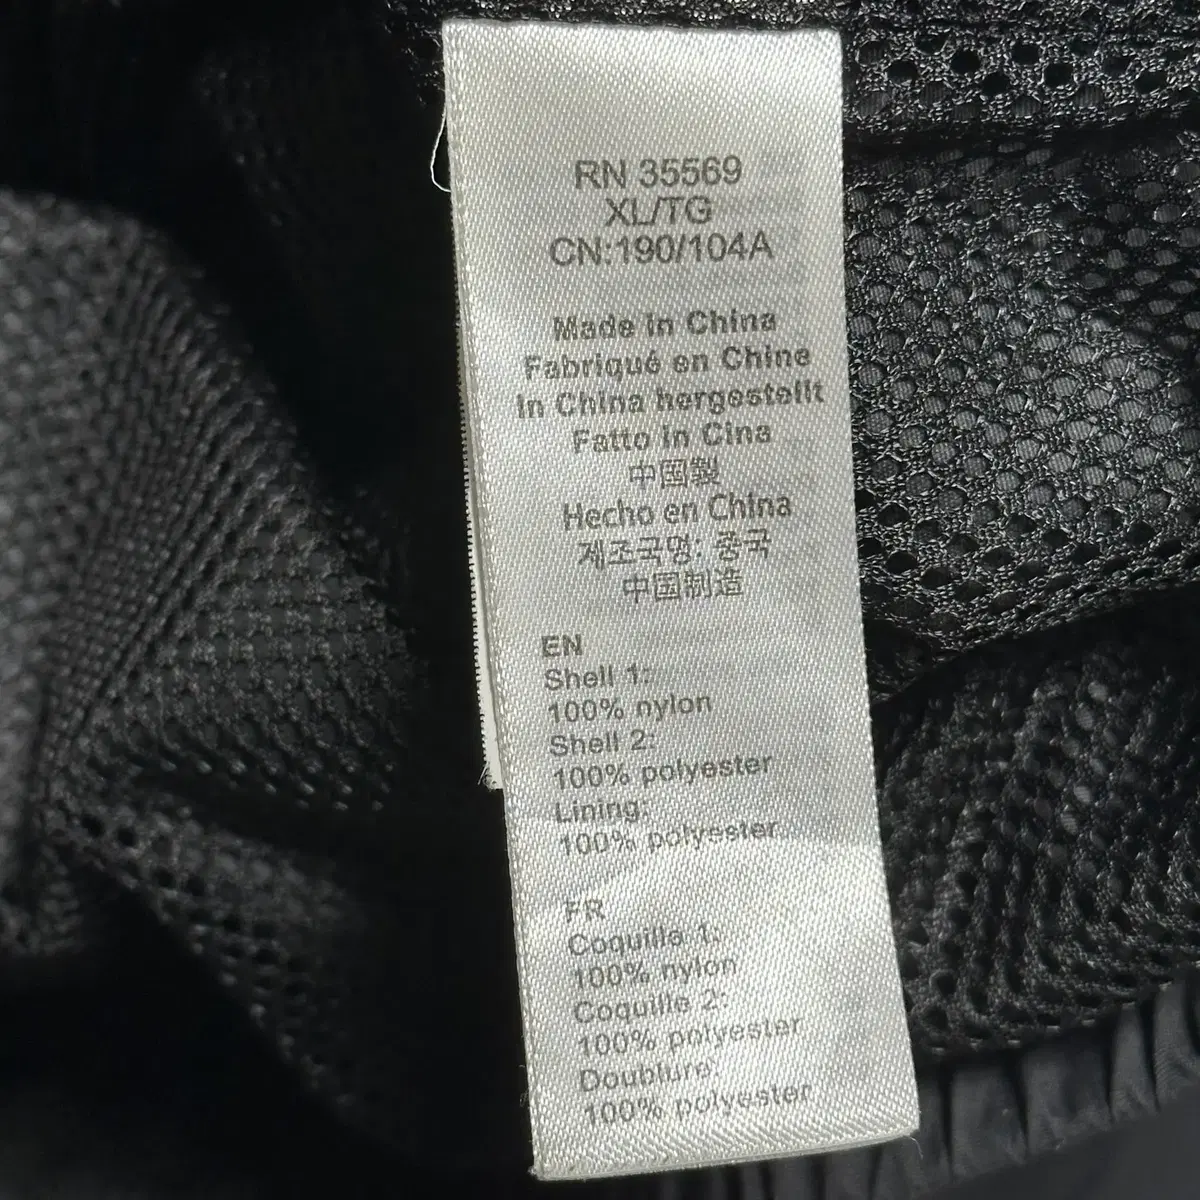 RN 35569
XL/TG
CN:190/104A
Made in China
Fabriqué en Chine
In China hergestellt
Fatto in Cina
中国製
Hecho en China
제조국명: 중국
中国制造
EN
Shell 1:
100% nylon
Shell 2:
100% polyester
Lining:
100% polyester
FR
Coquille 1:
100% nylon
Coquille 2:
100% polyester
Doublure:
100% polyester